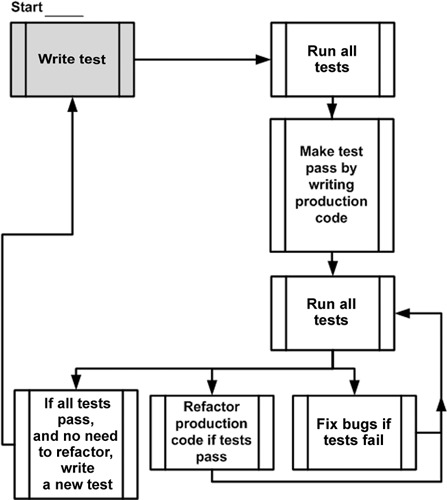 Start
Write test
Run all
tests
Make test
pass by
writing
production
code
Run all
tests
If all tests
pass,
and no need
to refactor,
write
a new test
Refactor
production
code if tests
pass
Fix bugs if
tests fail